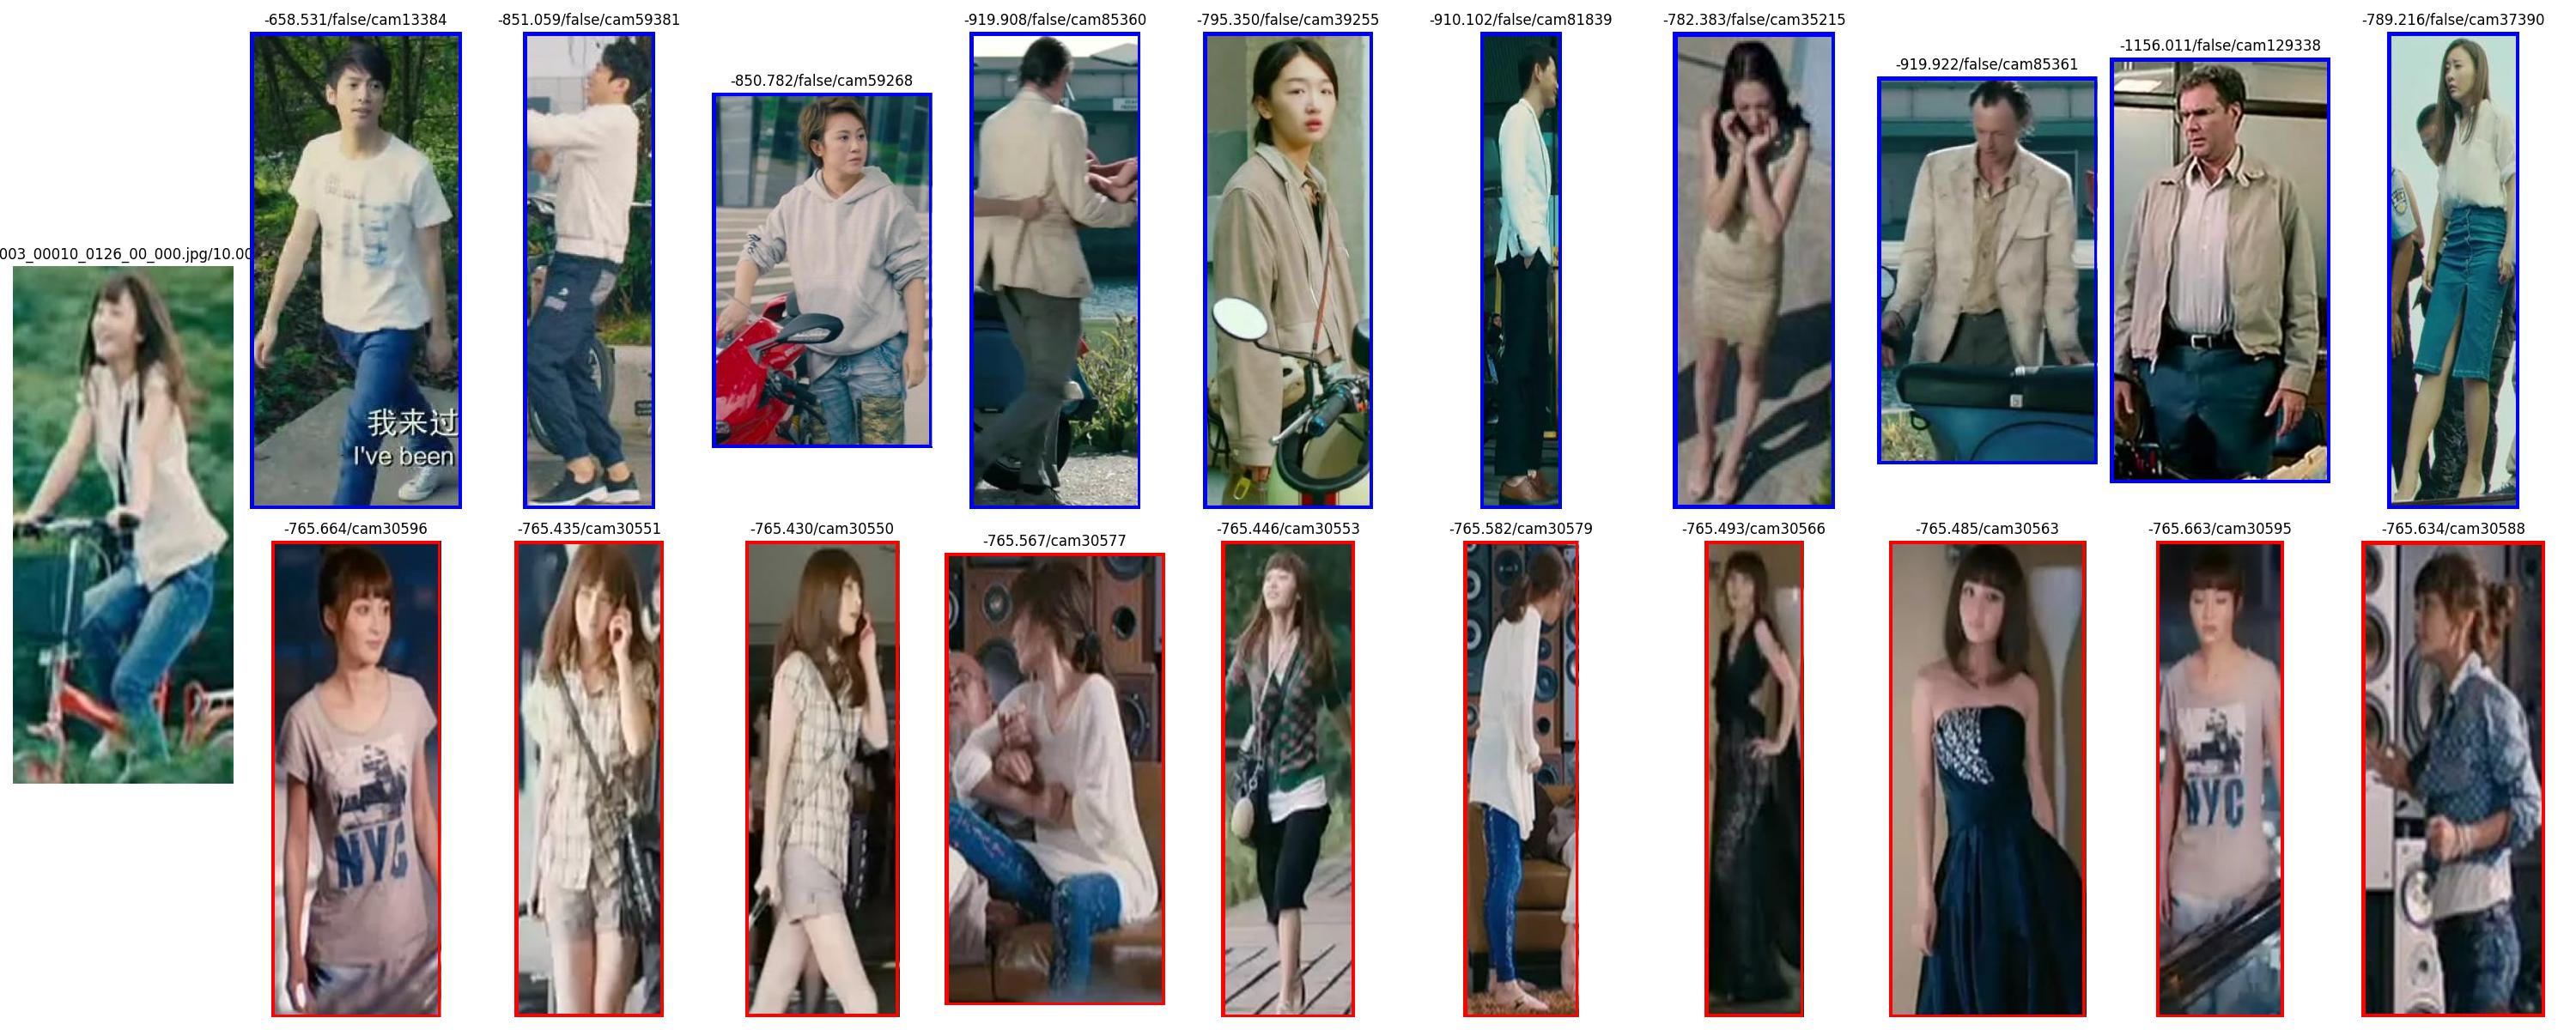 -658.531/false/cam13384
-851.059/false/cam59381
-850.782/false/cam59268
-919.908/false/cam85360
-795.350/false/cam39255
-910.102/false/cam81839
-782.383/false/cam35215
-919.922/false/cam85361
-1156.011/false/cam129338
-789.216/false/cam37390
003_00010_0126_00_000.jpg/10.00
我来过
I've been
-765.664/cam30596
-765.435/cam30551
-765.430/cam30550
-765.567/cam30577
-765.446/cam30553
-765.582/cam30579
-765.493/cam30566
-765.485/cam30563
-765.663/cam30595
-765.634/cam30588
NYC
NYC